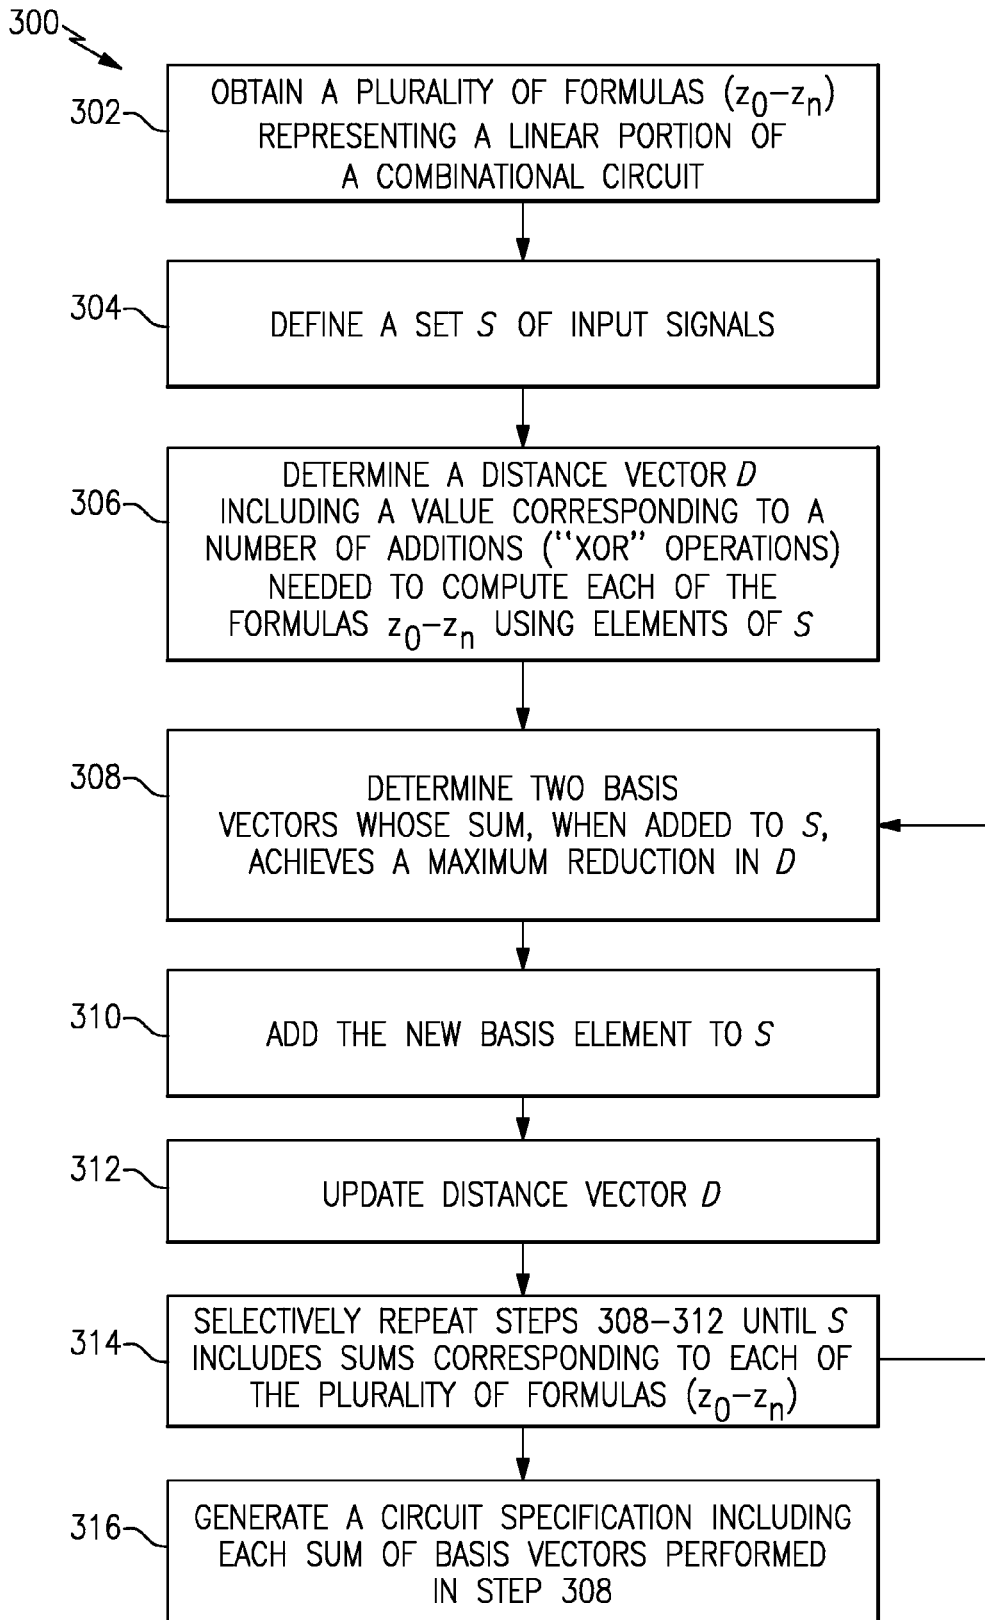 300
302
OBTAIN A PLURALITY OF FORMULAS (z0–zn)
REPRESENTING A LINEAR PORTION OF
A COMBINATIONAL CIRCUIT
304
DEFINE A SET S OF INPUT SIGNALS
306
DETERMINE A DISTANCE VECTOR D
INCLUDING A VALUE CORRESPONDING TO A
NUMBER OF ADDITIONS ("XOR" OPERATIONS)
NEEDED TO COMPUTE EACH OF THE
FORMULAS z0–zn USING ELEMENTS OF S
308
DETERMINE TWO BASIS
VECTORS WHOSE SUM, WHEN ADDED TO S,
ACHIEVES A MAXIMUM REDUCTION IN D
310
ADD THE NEW BASIS ELEMENT TO S
312
UPDATE DISTANCE VECTOR D
314
SELECTIVELY REPEAT STEPS 308–312 UNTIL S
INCLUDES SUMS CORRESPONDING TO EACH OF
THE PLURALITY OF FORMULAS (z0–zn)
316
GENERATE A CIRCUIT SPECIFICATION INCLUDING
EACH SUM OF BASIS VECTORS PERFORMED
IN STEP 308